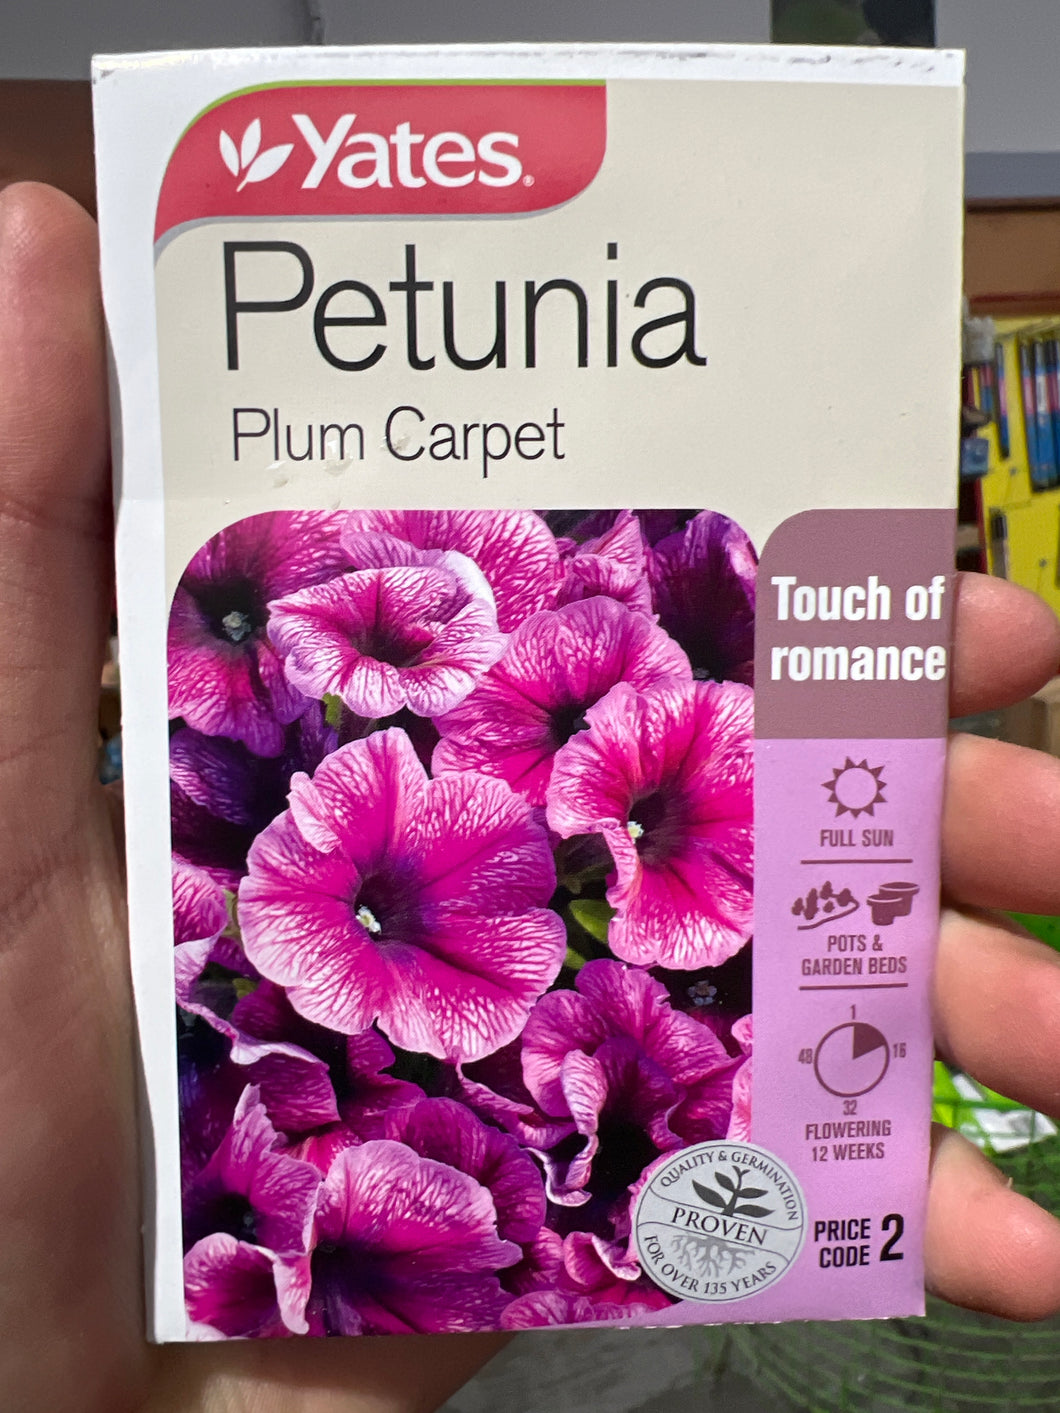 Yates®
Petunia
Plum Carpet
Touch of
romance
FULL SUN
POTS &
GARDEN BEDS
1
48 16
32
FLOWERING
12 WEEKS
QUALITY & GERMINATION
PROVEN
FOR OVER 135 YEARS
PRICE
CODE 2